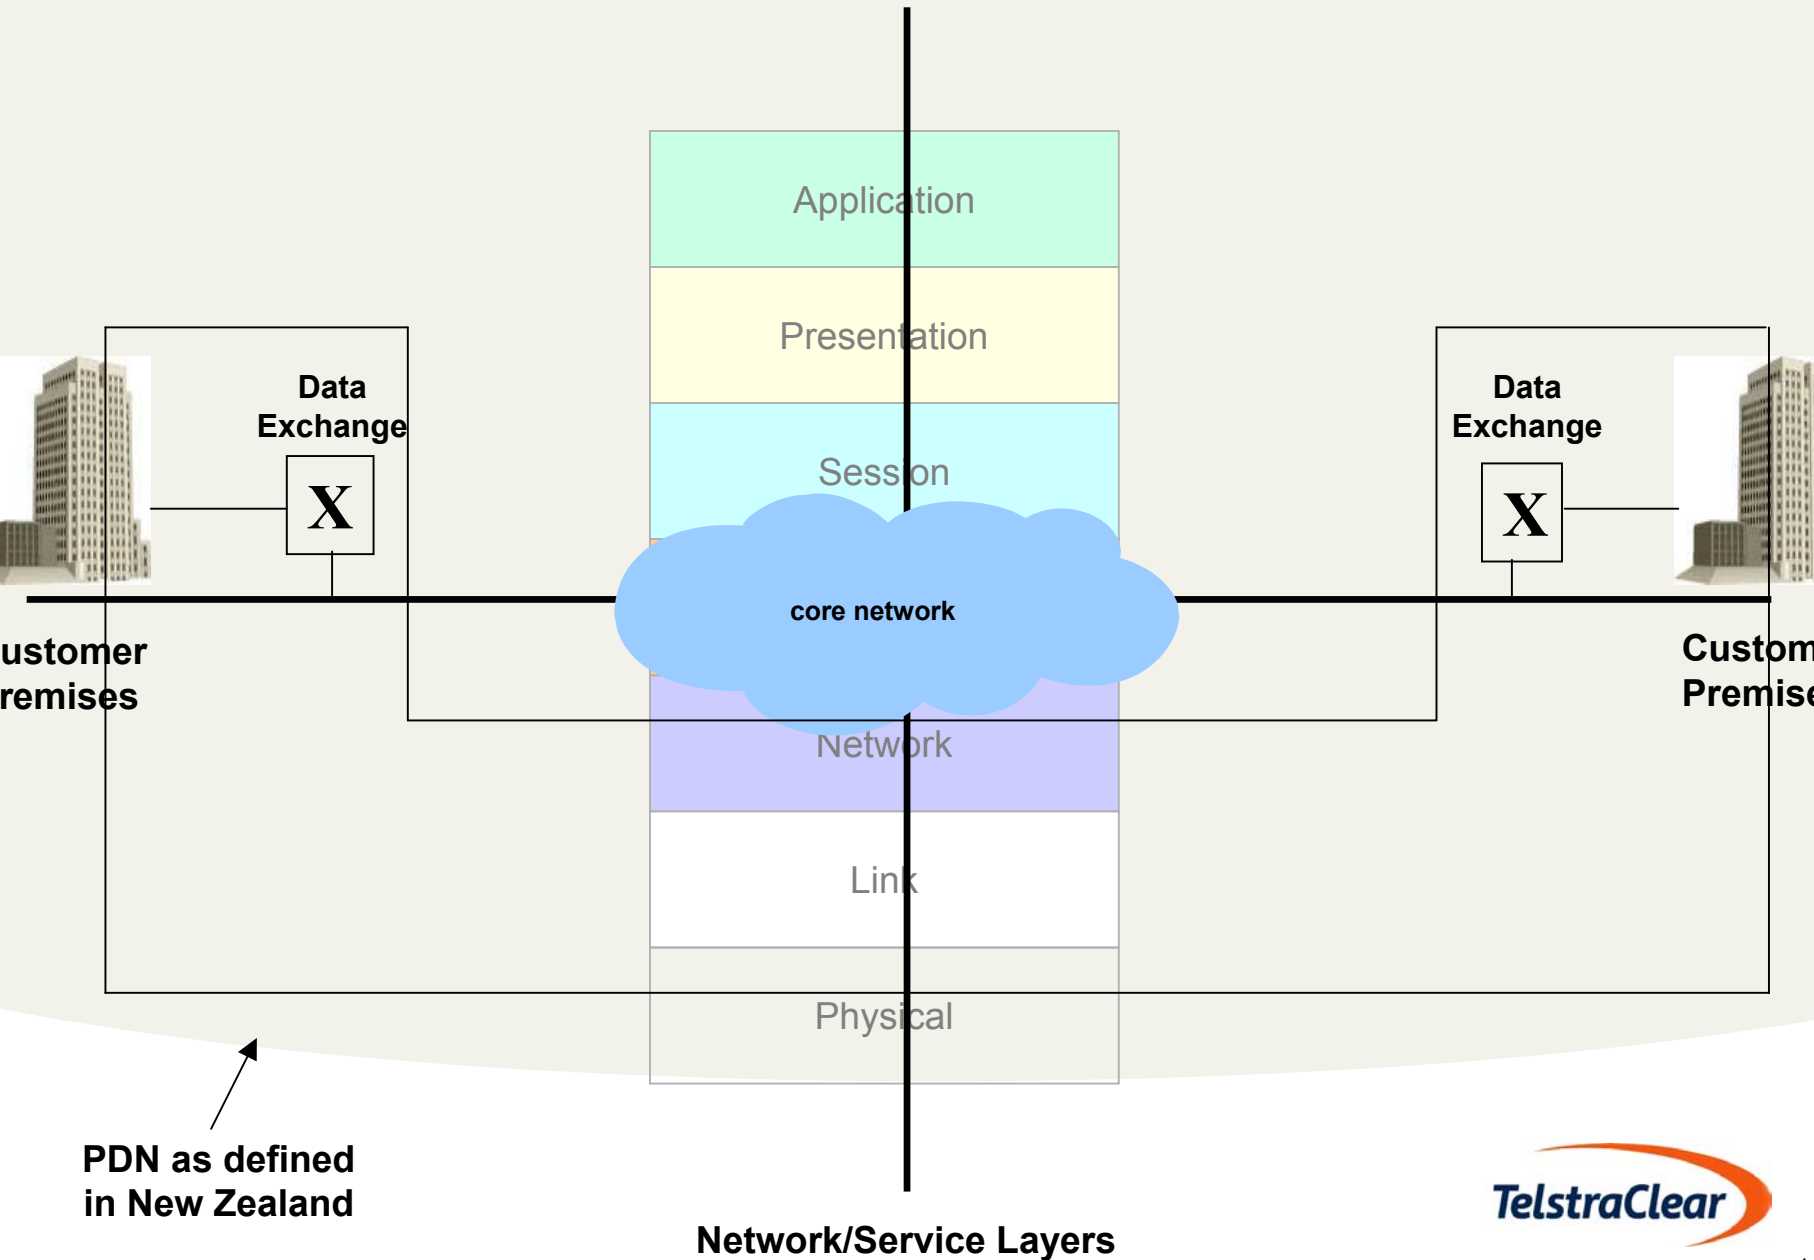 Application
Presentation
Data
Exchange
Data
Exchange
Session
X
X
core network
ustomer
remises
Custom
Premise
Network
Link
Physical
PDN as defined
in New Zealand
TelstraClear
Network/Service Layers